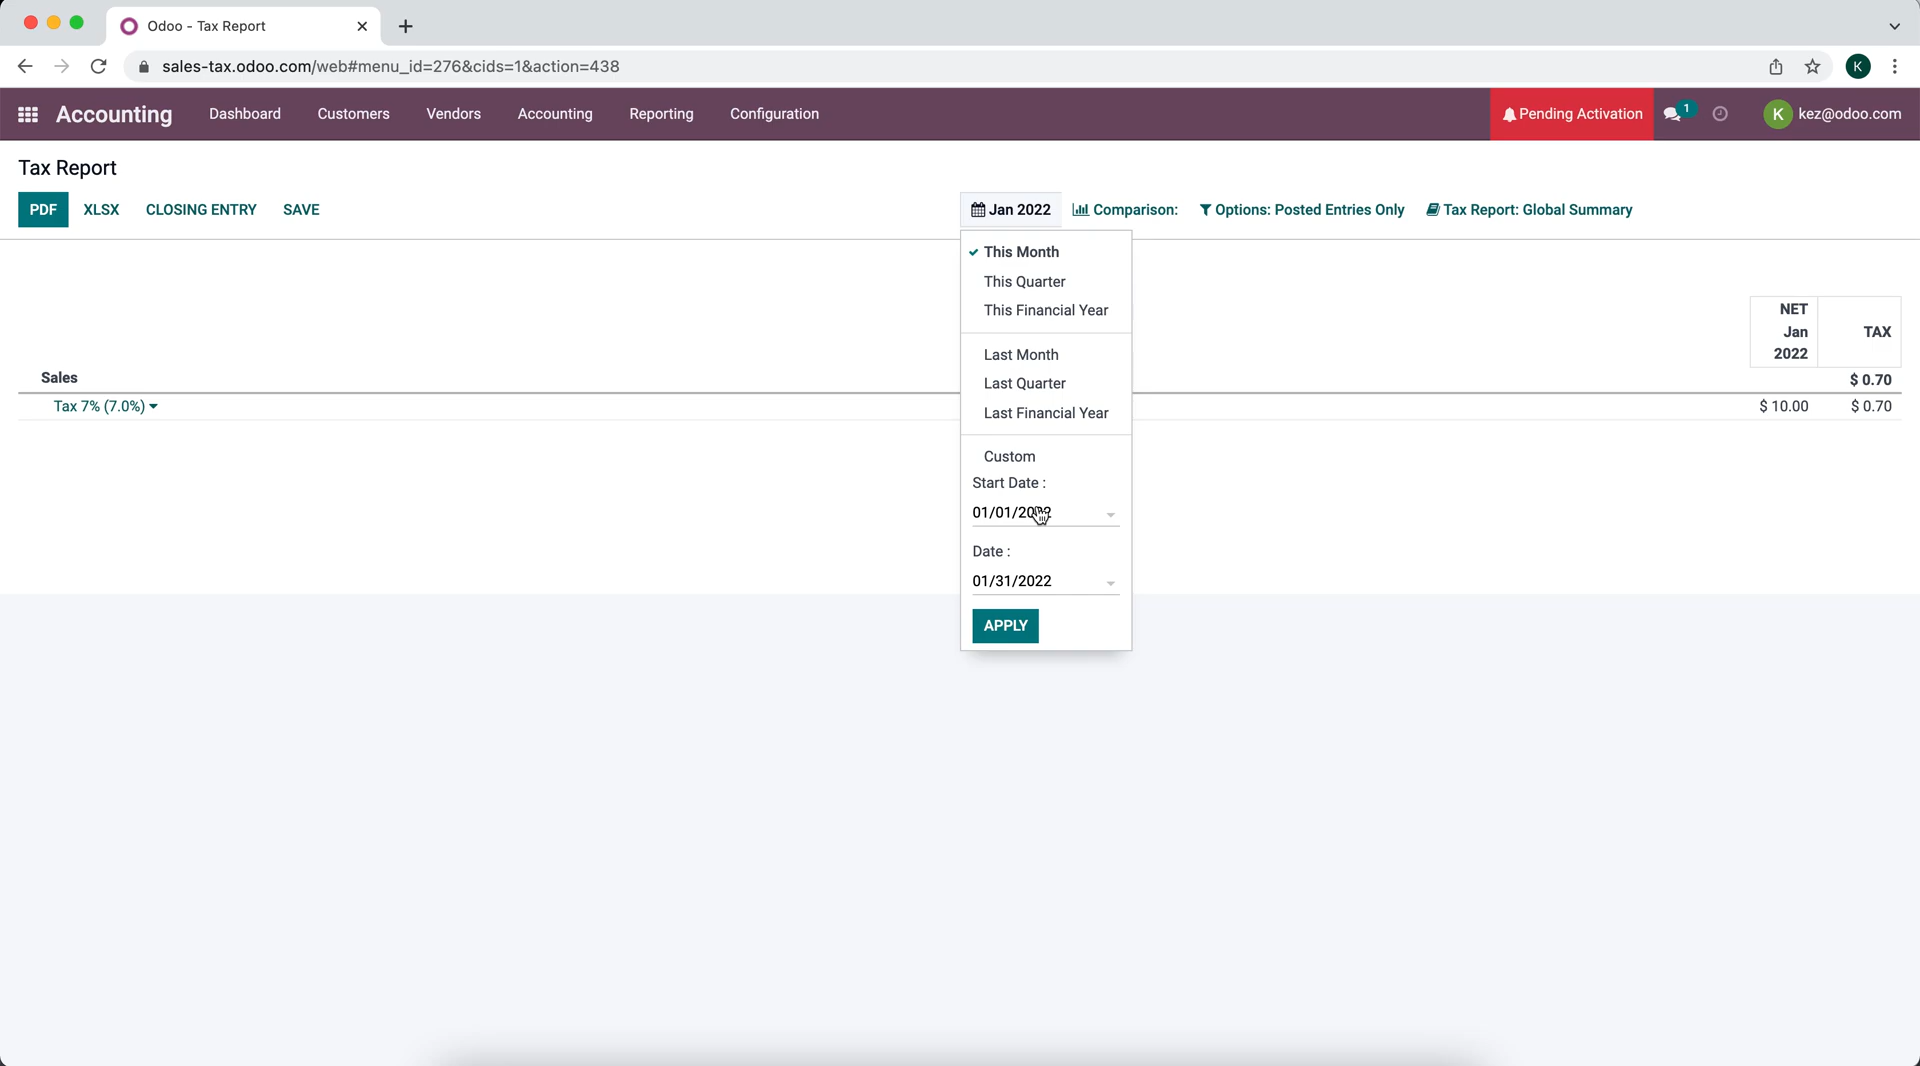 Odoo - Tax Report
sales-tax.odoo.com/web#menu_id=276&cids=1&action=438
K
Accounting Dashboard Customers Vendors Accounting Reporting Configuration Pending Activation 1 K kez@odoo.com
Tax Report
PDF XLSX CLOSING ENTRY SAVE Jan 2022 Comparison: Options: Posted Entries Only Tax Report: Global Summary
This Month
This Quarter
This Financial Year
Last Month
Last Quarter
Last Financial Year
Custom
Start Date :
01/01/2022
Date :
01/31/2022
APPLY
NET
Jan
2022
TAX
Sales $ 0.70
Tax 7% (7.0%) $ 10.00 $ 0.70